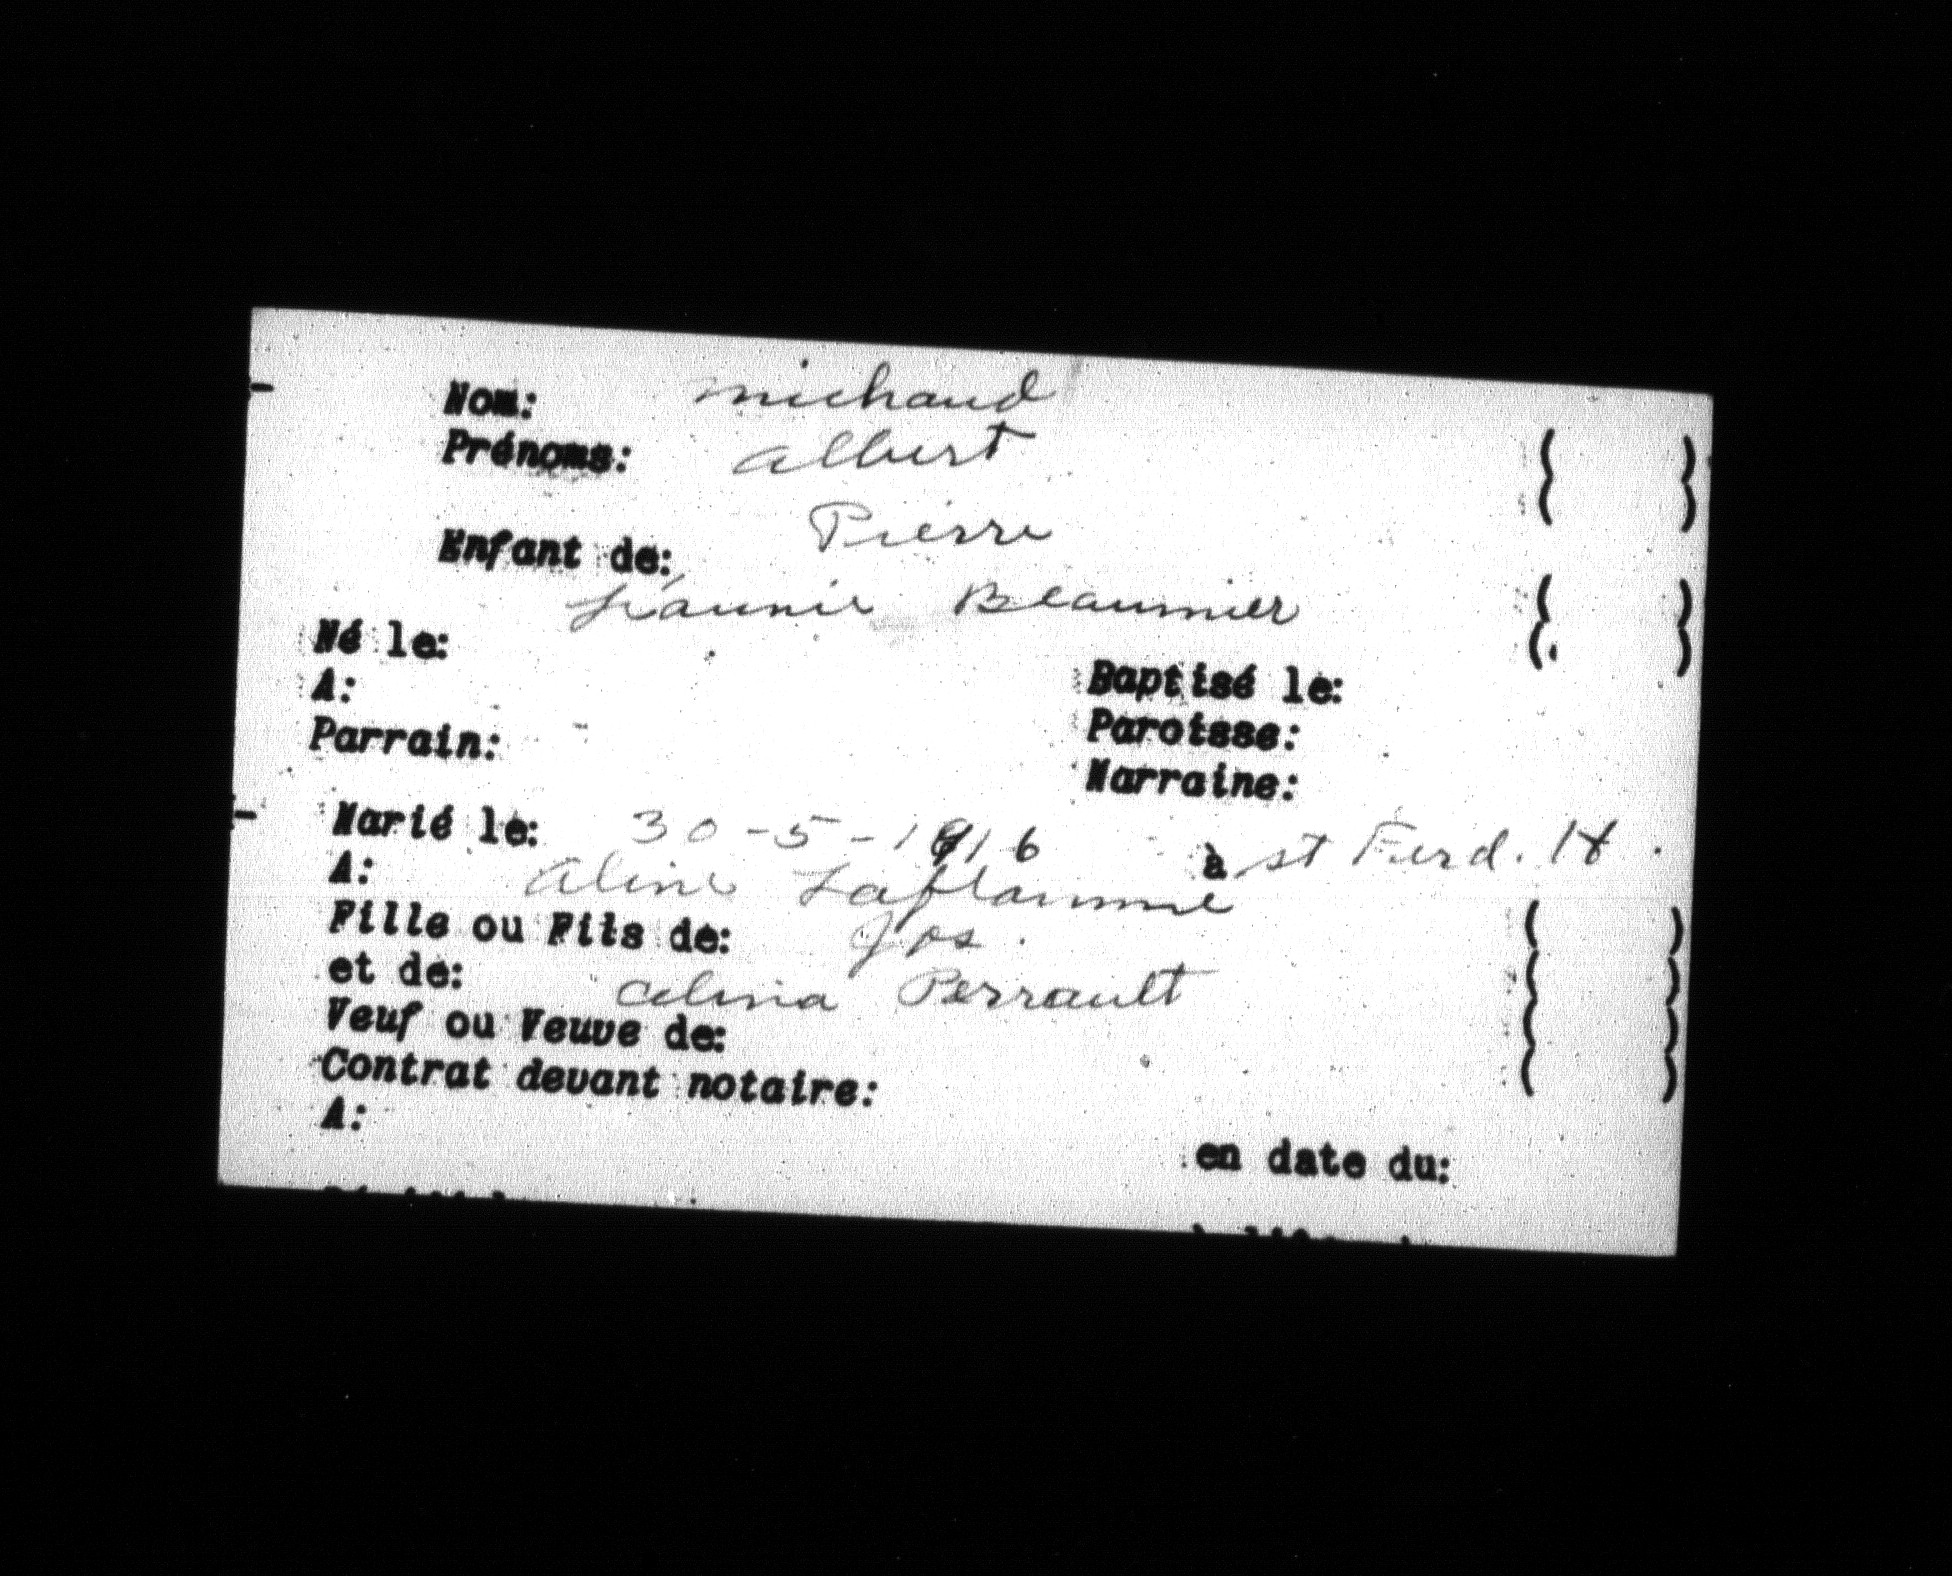 Nom: Michaud
Prénoms: Albert
Enfant de: Pierre
Beaumier
Né le:
A:
Parrain:
Baptisé le:
Paroisse:
Marraine:
Marié le: 30-5-1916 à St Ferd. H.
A: Aline Laflamme
Fille ou Fils de: Jos.
et de: Celina Perrault
Veuf ou Veuve de:
Contrat devant notaire:
A:
en date du: